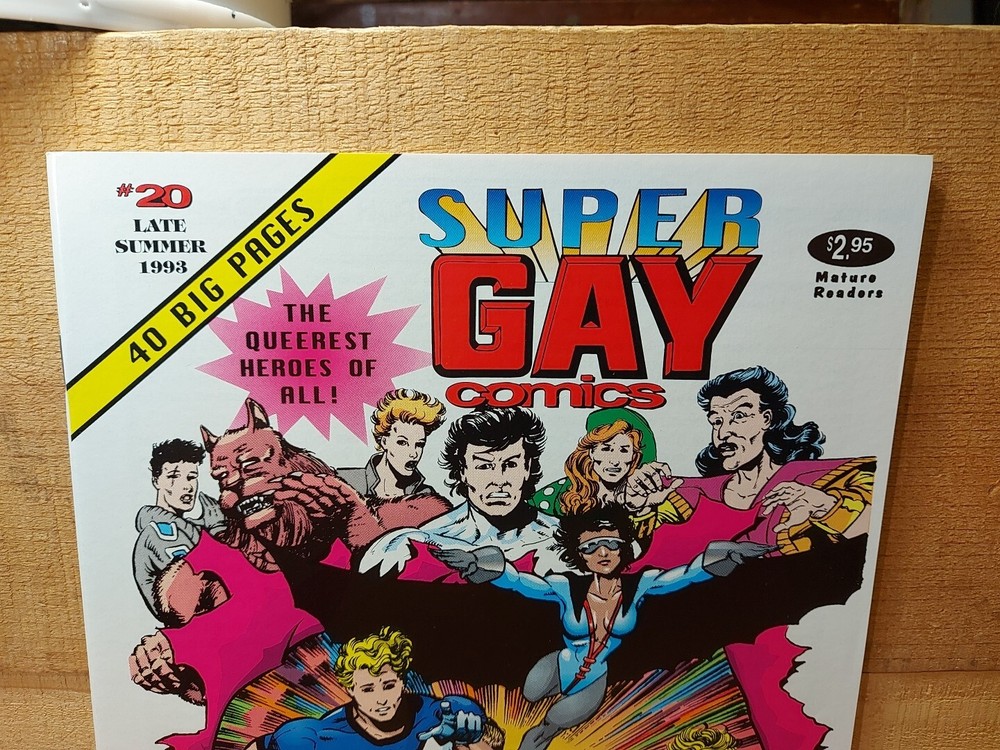 #20
LATE
SUMMER
1993
40 BIG PAGES
THE
QUEEREST
HEROES OF
ALL!
SUPER
GAY
comics
$2.95
Mature
Readers